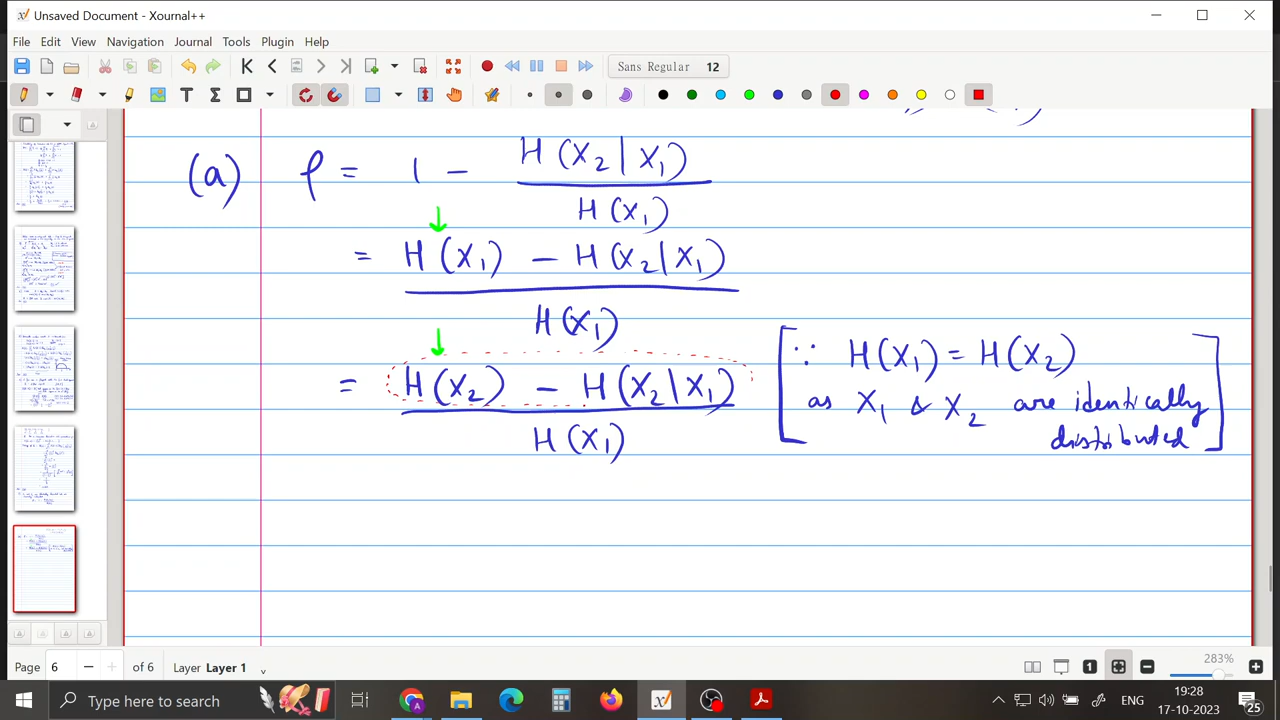 Unsaved Document - Xournal++
File Edit View Navigation Journal Tools Plugin Help
Sans Regular 12
(a) ρ = 1 - H(X₂|X₁)
H(X₁)
= H(X₁) - H(X₂|X₁)
H(X₁)
= H(X₂) - H(X₂|X₁)
H(X₁)
∵ H(X₁) = H(X₂)
as X₁ & X₂ are identically
distributed
Page 6 of 6 Layer Layer 1
283%
Type here to search
ENG
19:28
17-10-2023
25